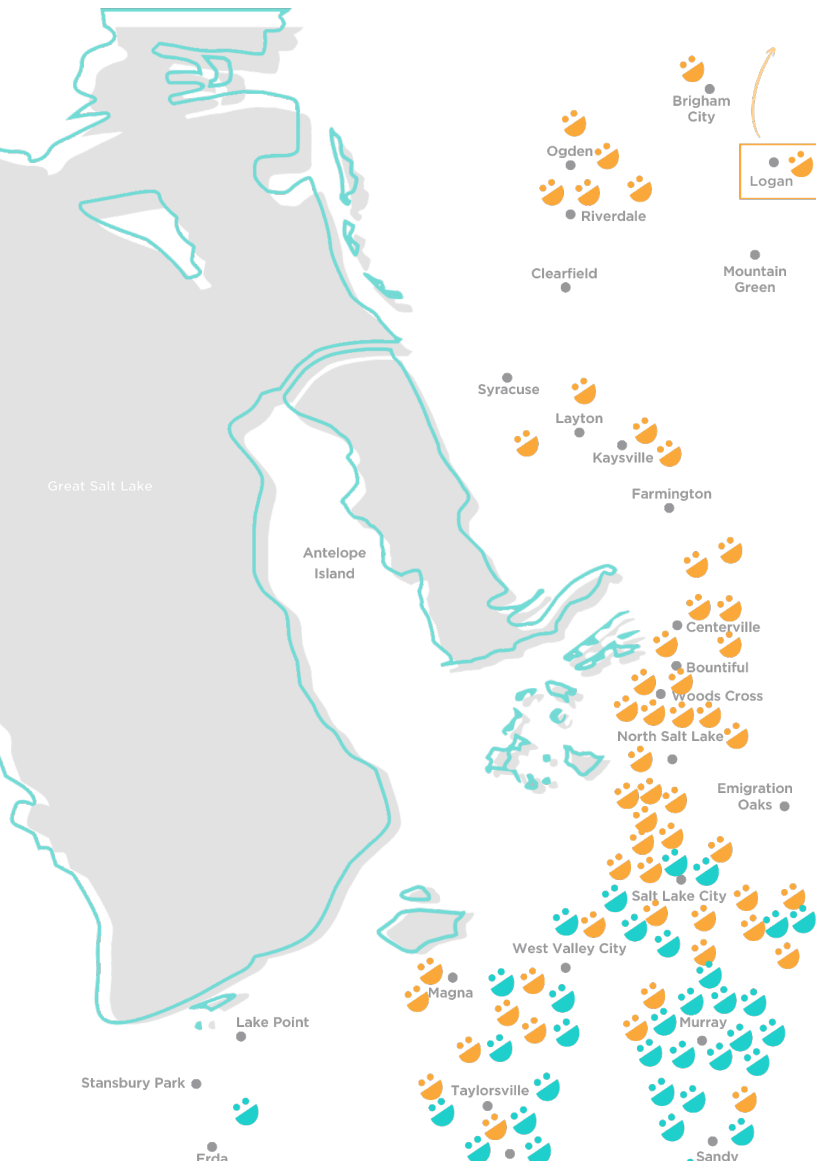 Brigham
City
Ogden
Logan
Riverdale
Clearfield
Mountain
Green
Syracuse
Layton
Kaysville
Great Salt Lake
Farmington
Antelope
Island
Centerville
Bountiful
Woods Cross
North Salt Lake
Emigration
Oaks
Salt Lake City
West Valley City
Magna
Lake Point
Murray
Stansbury Park
Taylorsville
Erda
Sandy